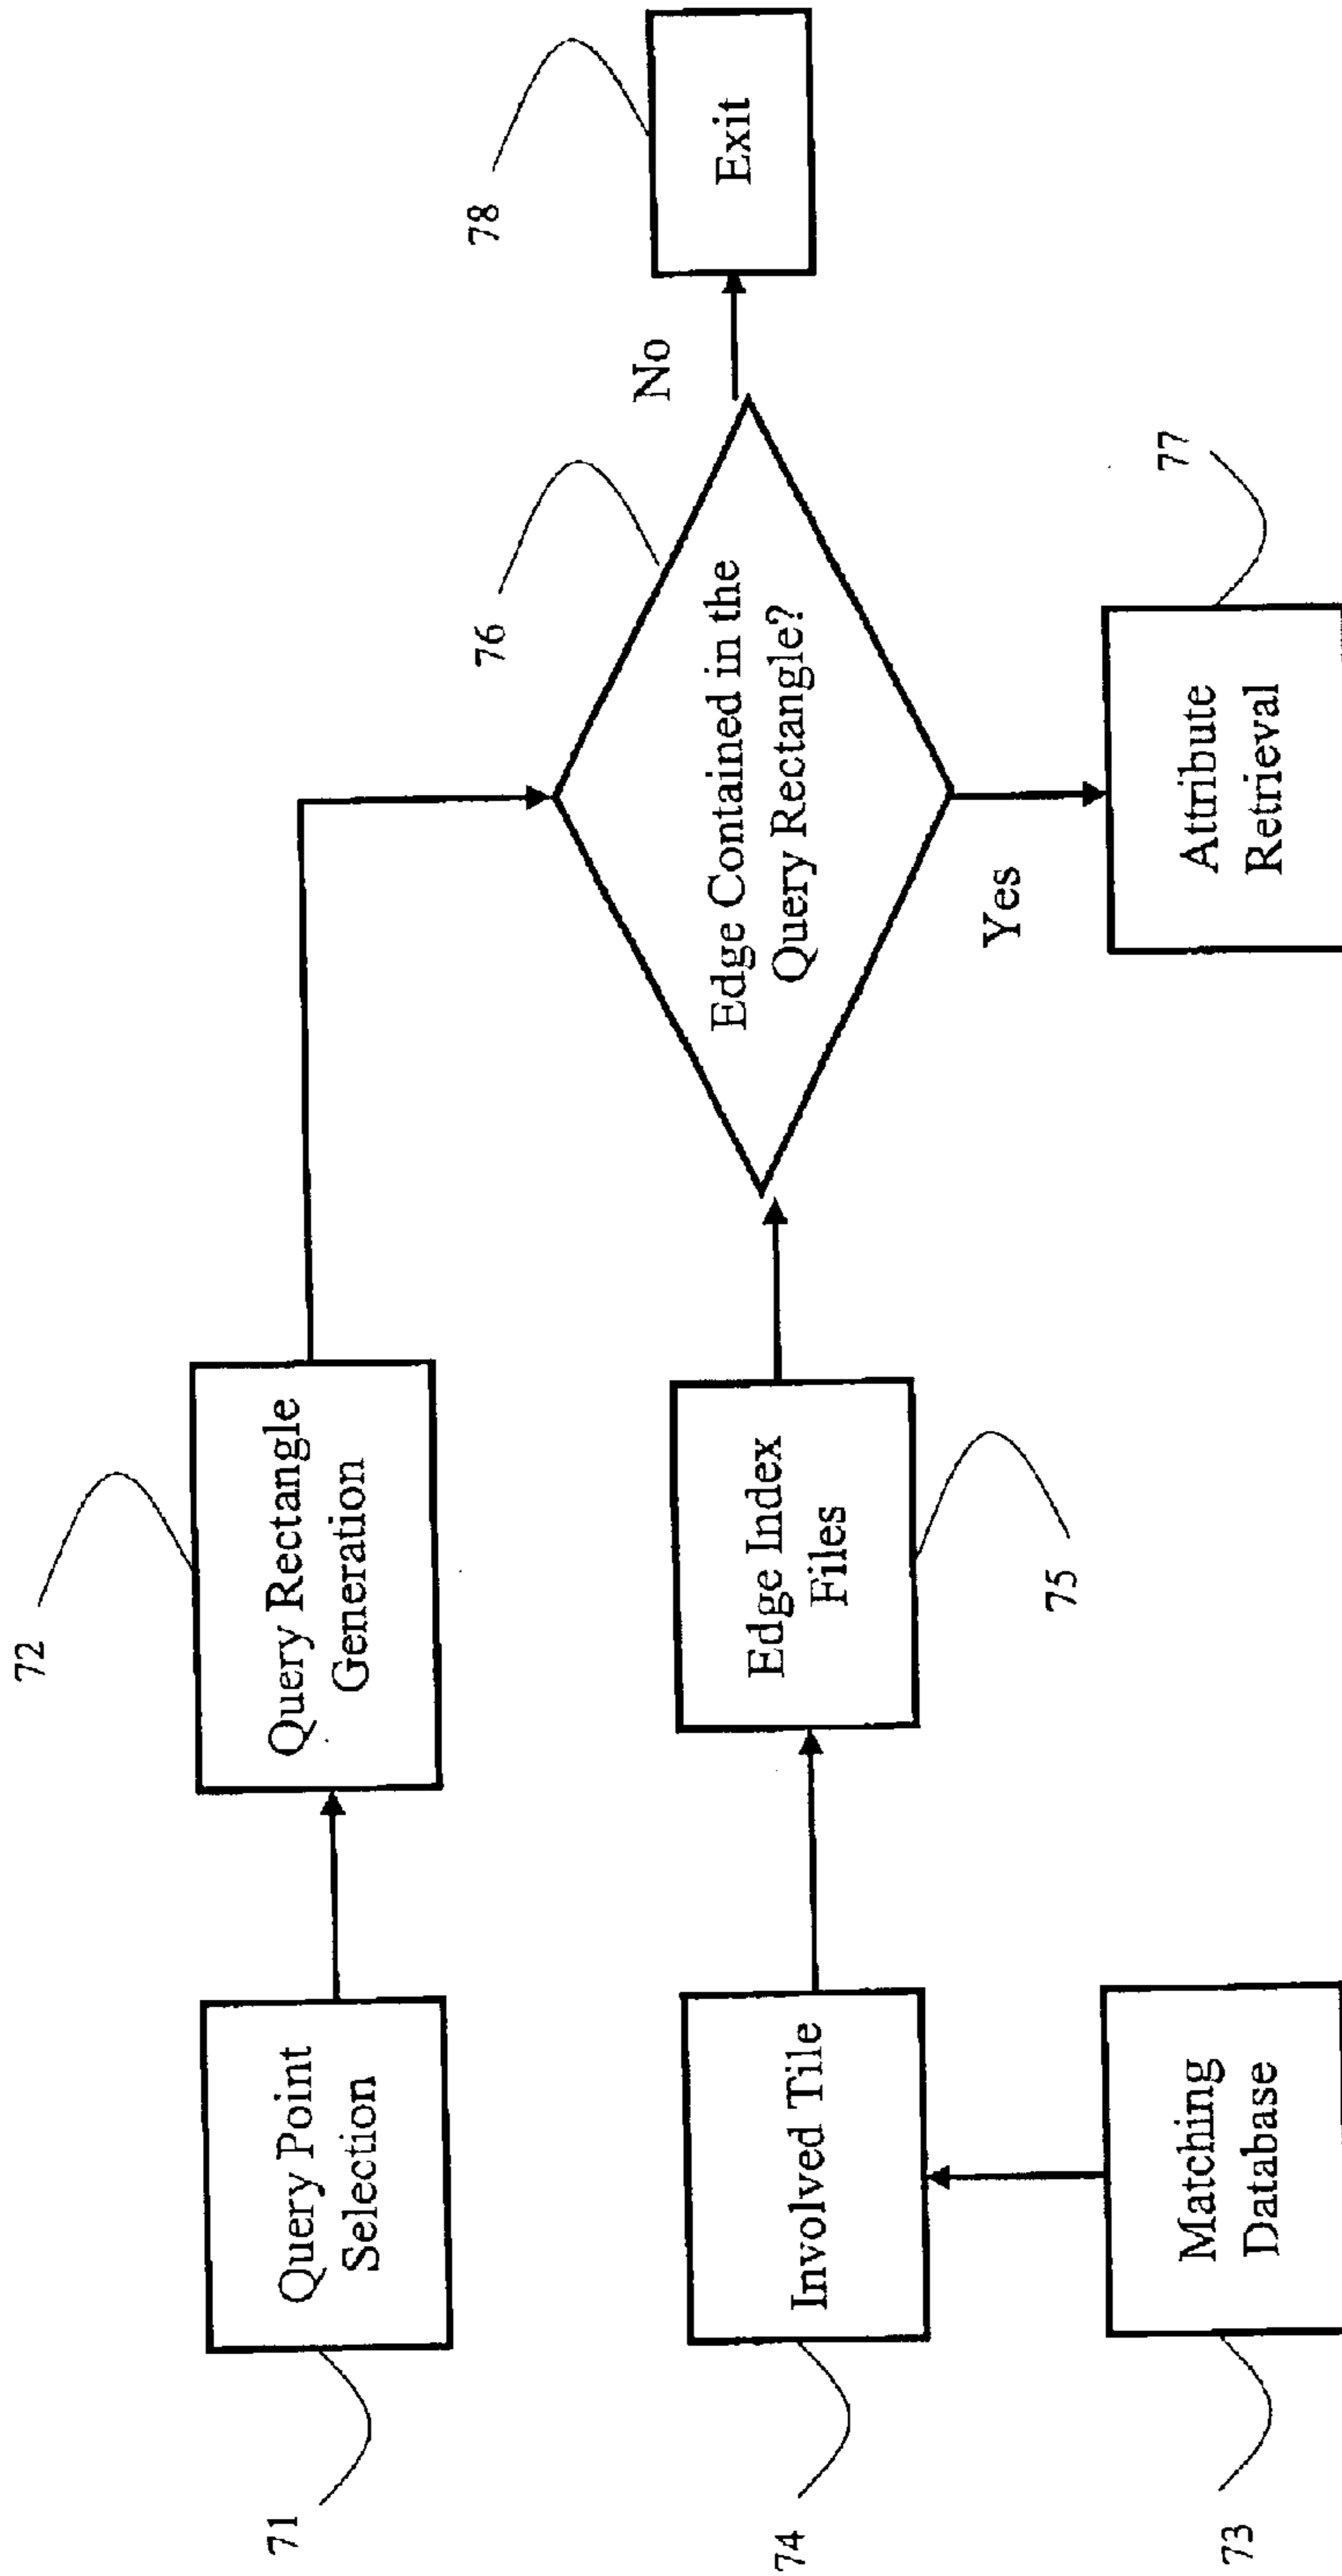 72
Query Point
Selection
Query Rectangle
Generation
71
78
76
No
Exit
Involved Tile
Edge Index
Files
Edge Contained in the
Query Rectangle?
74
75
Yes
77
Matching
Database
Attribute
Retrieval
73